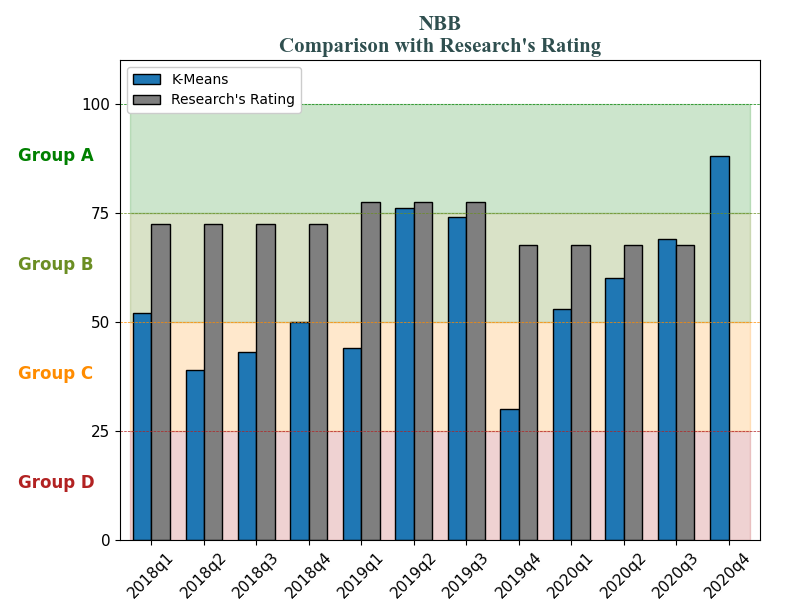 NBB
Comparison with Research's Rating
K-Means
Research's Rating
100
Group A
75
Group B
50
Group C
25
Group D
0
2018q1 2018q2 2018q3 2018q4 2019q1 2019q2 2019q3 2019q4 2020q1 2020q2 2020q3 2020q4